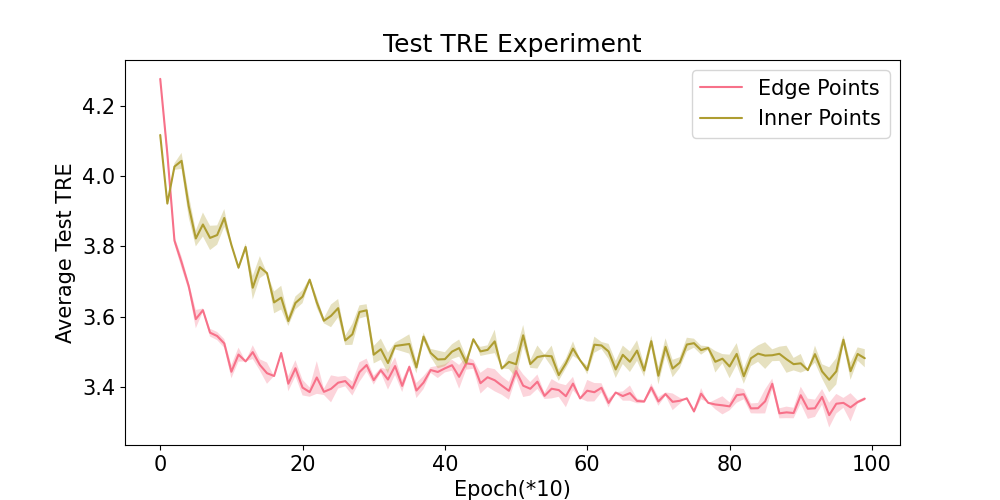 Test TRE Experiment
Edge Points
Inner Points
Average Test TRE
4.2
4.0
3.8
3.6
3.4
0 20 40 60 80 100
Epoch(*10)